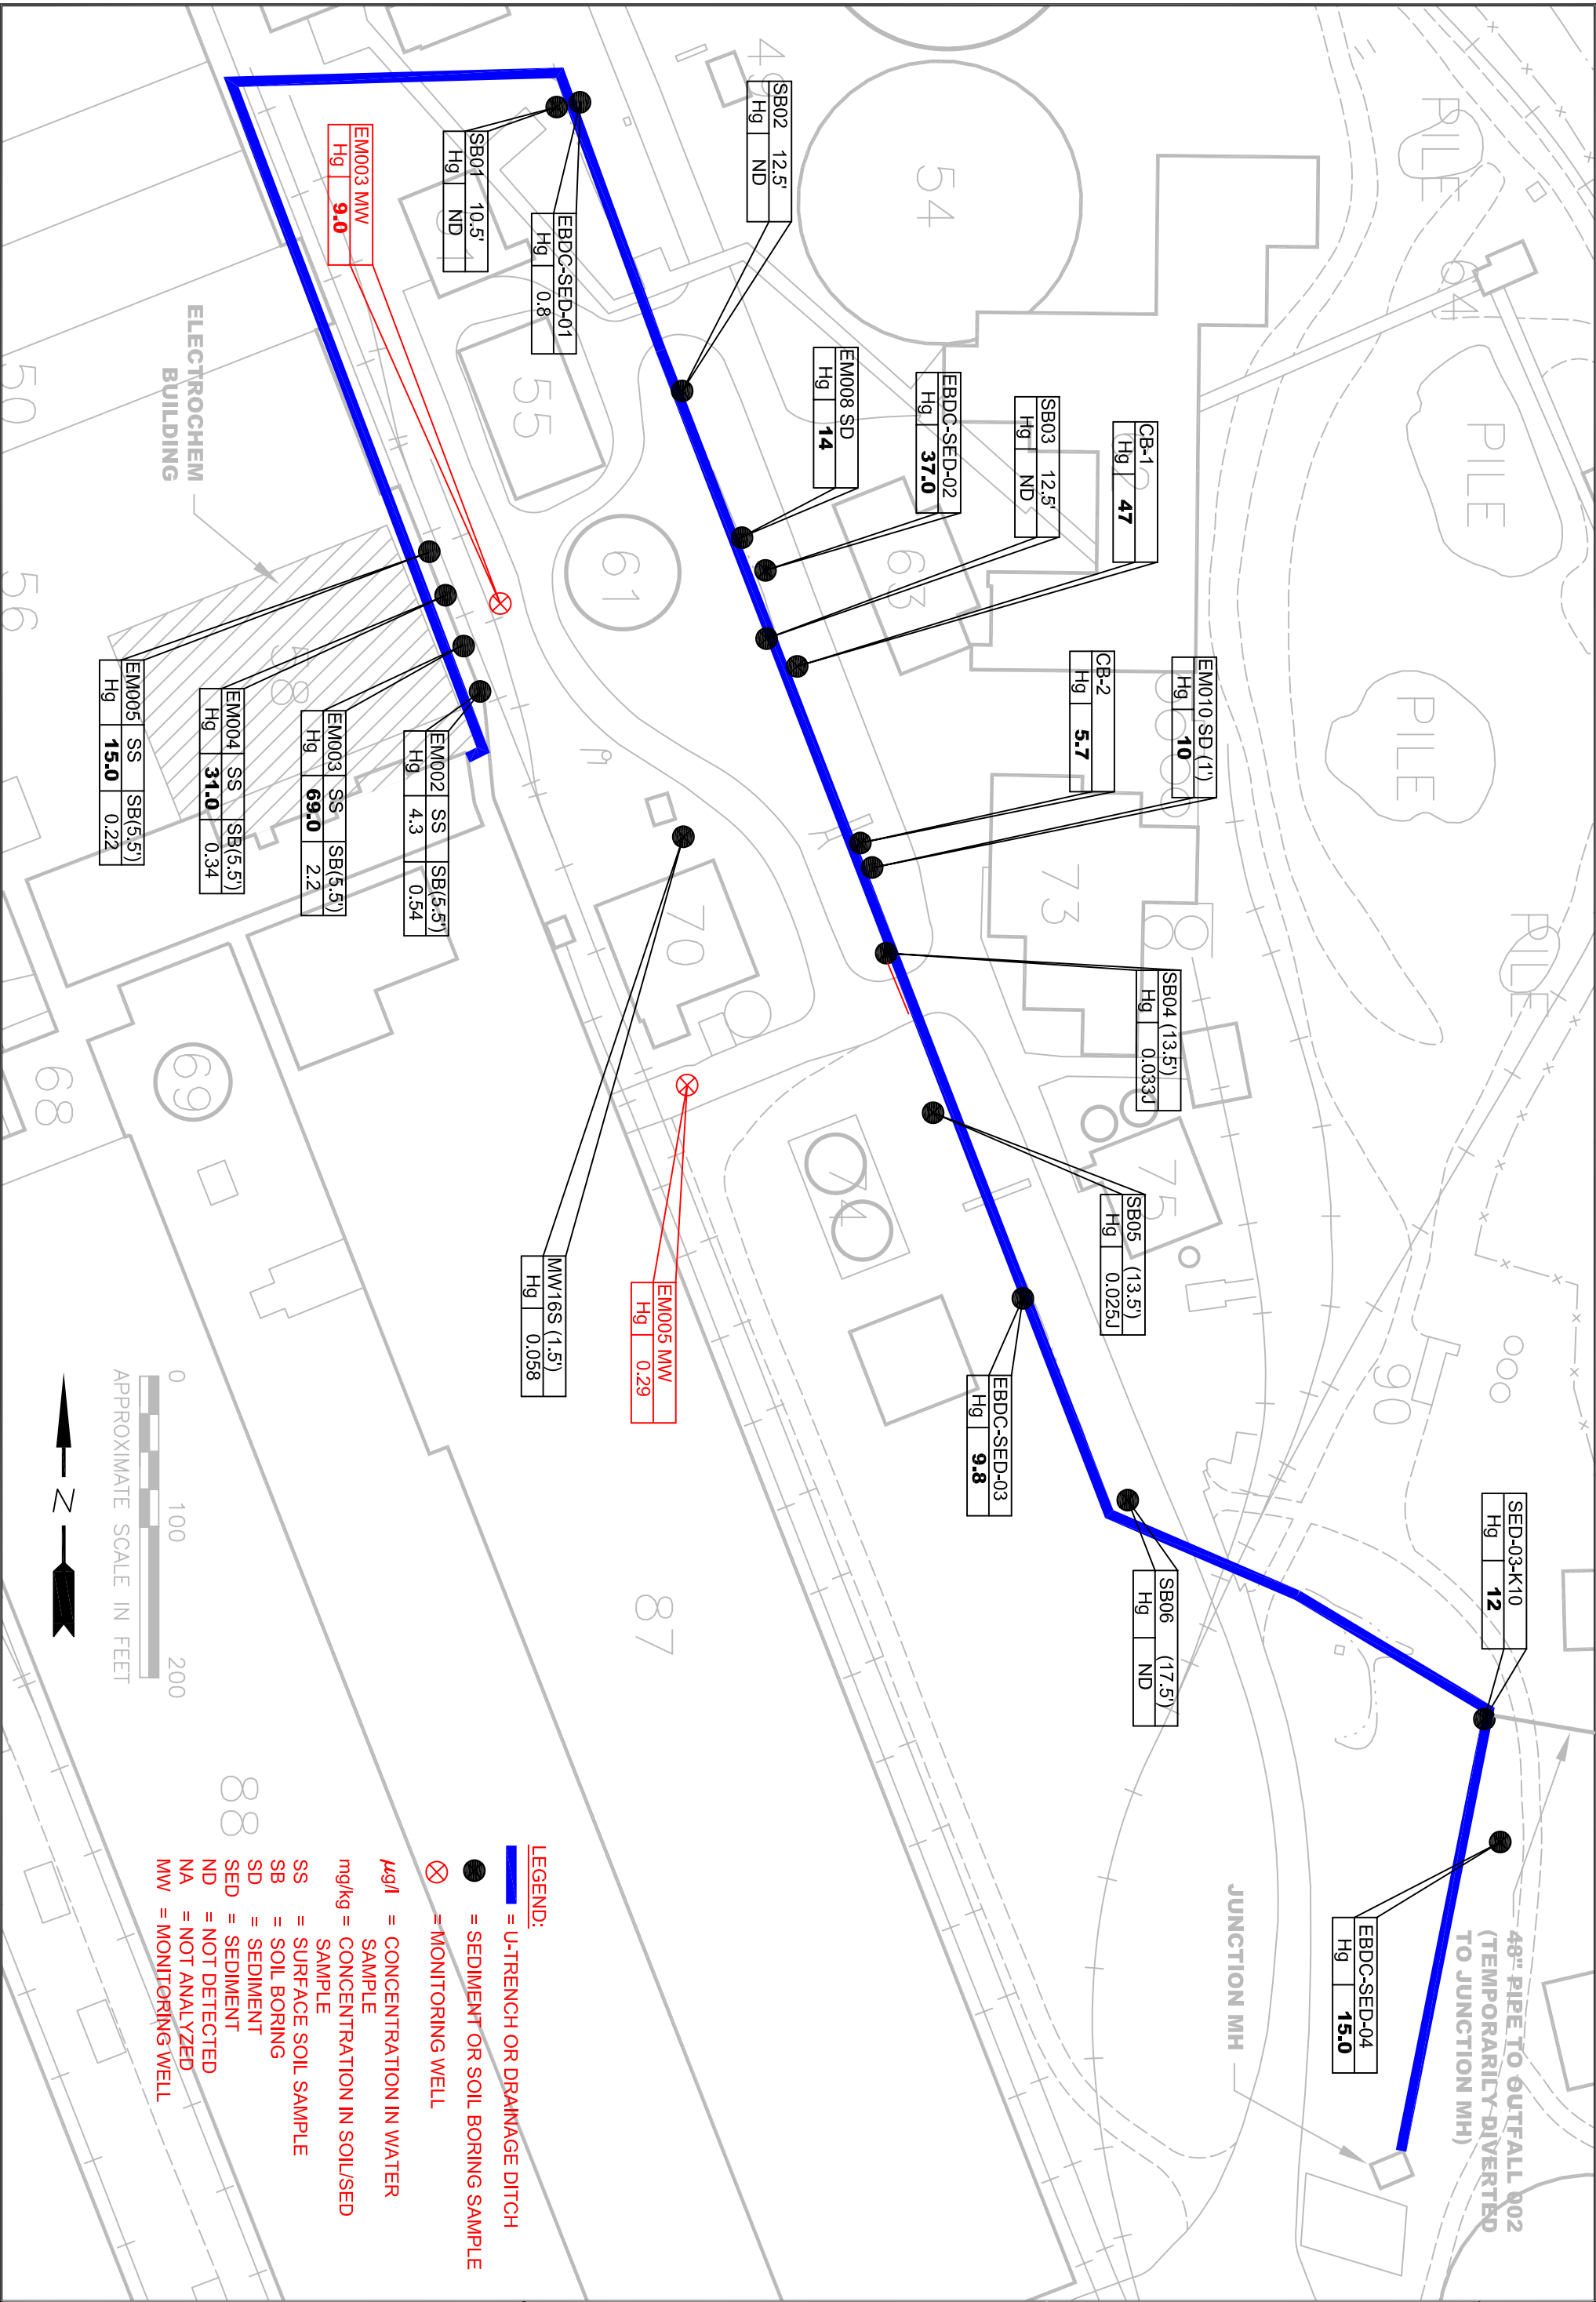 PILE
94
PILE
PILE
PILE
90
54
49
63
73
8
75
61
55
70
74
50
56
58
69
68
87
88
SB02 12.5'
Hg ND
EM008 SD
Hg 14
EBDC-SED-02
Hg 37.0
SB03 12.5'
Hg ND
CB-1
Hg 47
EM010 SD (1')
Hg 10
CB-2
Hg 5.7
SB04 (13.5')
Hg 0.033J
SB05 (13.5')
Hg 0.025J
EBDC-SED-03
Hg 9.8
SED-03-K10
Hg 12
SB06 (17.5')
Hg ND
EBDC-SED-04
Hg 15.0
48" PIPE TO OUTFALL 002
(TEMPORARILY DIVERTED
TO JUNCTION MH)
JUNCTION MH
EBDC-SED-01
Hg 0.8
SB01 10.5'
Hg ND
EM003 MW
Hg 9.0
ELECTROCHEM
BUILDING
EM002 SS SB(5.5')
Hg 4.3 0.54
EM003 SS SB(5.5')
Hg 69.0 2.2
EM004 SS SB(5.5')
Hg 31.0 0.34
EM005 SS SB(5.5')
Hg 15.0 0.22
EM005 MW
Hg 0.29
MW16S (1.5')
Hg 0.058
0 100 200
APPROXIMATE SCALE IN FEET
N
LEGEND:
= U-TRENCH OR DRAINAGE DITCH
= SEDIMENT OR SOIL BORING SAMPLE
= MONITORING WELL
µg/l = CONCENTRATION IN WATER
SAMPLE
mg/kg = CONCENTRATION IN SOIL/SED
SAMPLE
SS = SURFACE SOIL SAMPLE
SB = SOIL BORING
SD = SEDIMENT
SED = SEDIMENT
ND = NOT DETECTED
NA = NOT ANALYZED
MW = MONITORING WELL